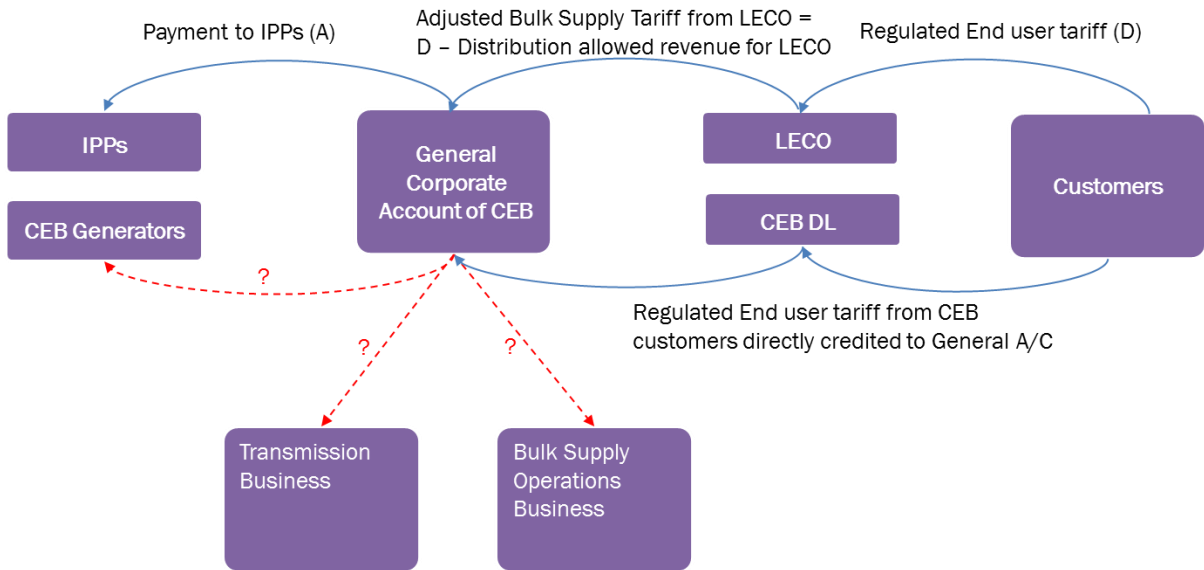 Payment to IPPs (A)
Adjusted Bulk Supply Tariff from LECO =
D – Distribution allowed revenue for LECO
Regulated End user tariff (D)
IPPs
CEB Generators
General
Corporate
Account of CEB
LECO
CEB DL
Customers
?
?
?
Regulated End user tariff from CEB
customers directly credited to General A/C
Transmission
Business
Bulk Supply
Operations
Business